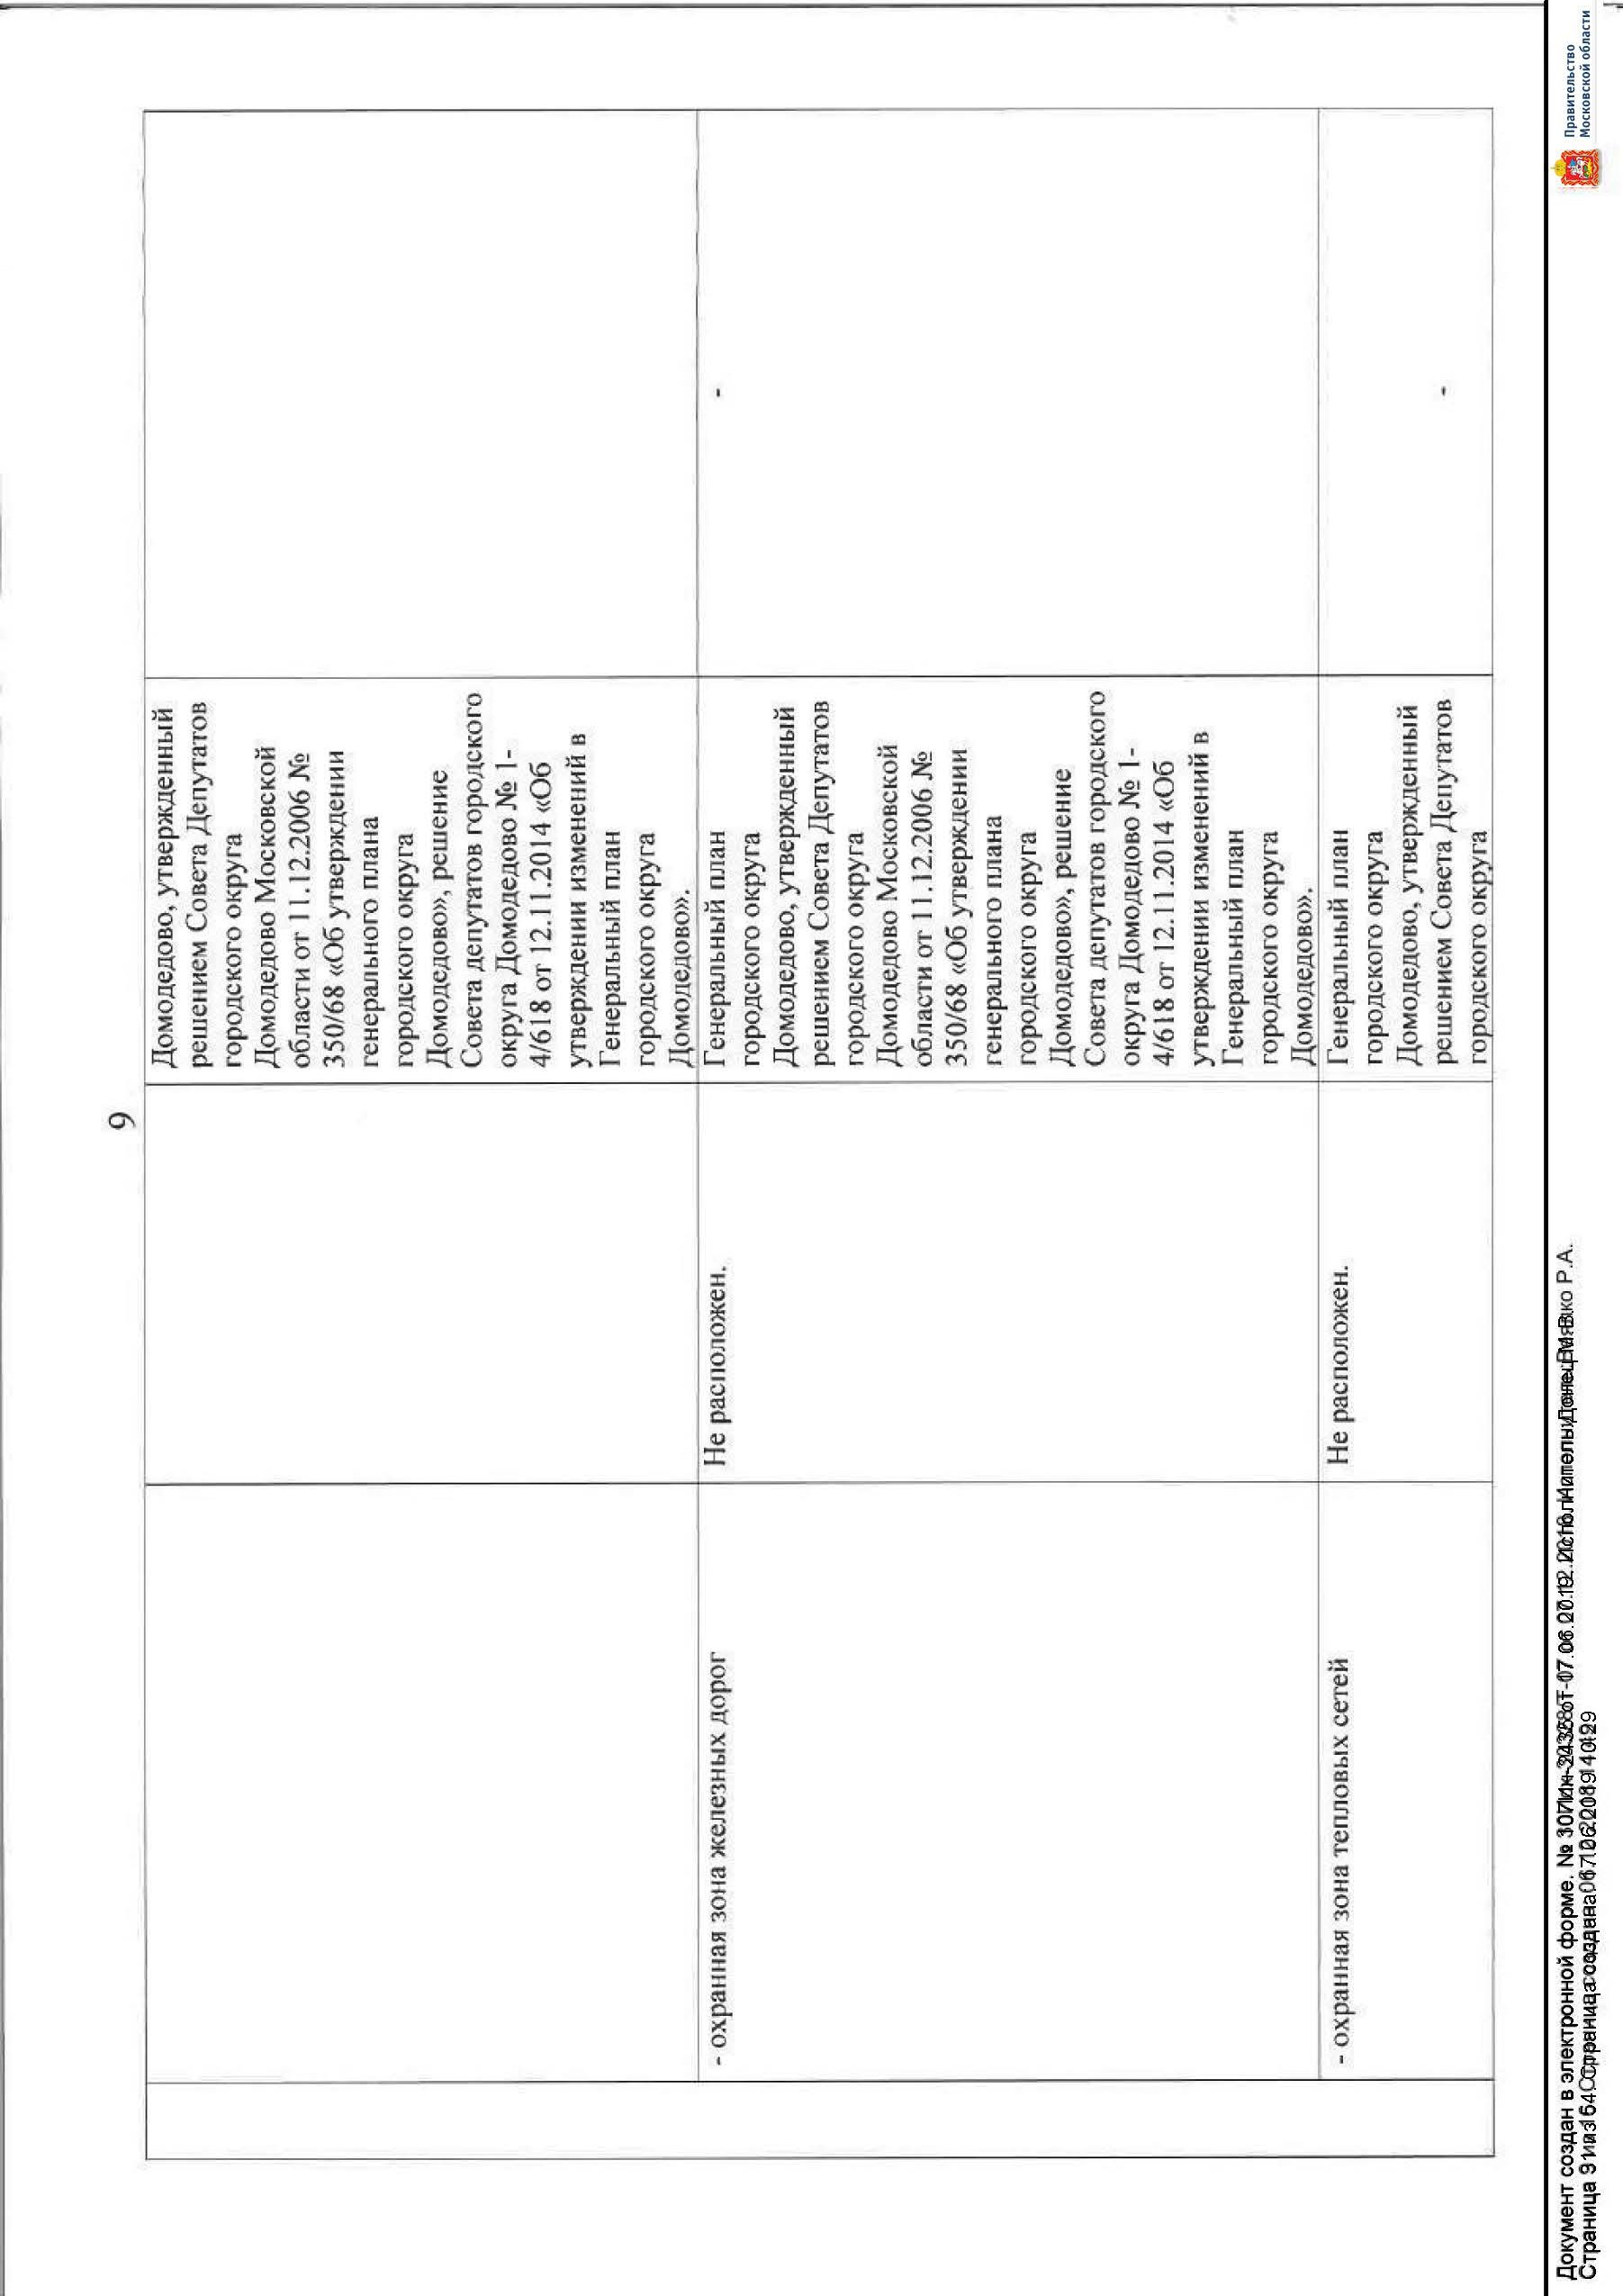 9
Домодедово, утвержденный
решением Совета Депутатов
городского округа
Домодедово Московской
области от 11.12.2006 №
350/68 «Об утверждении
генерального плана
городского округа
Домодедово», решение
Совета депутатов городского
округа Домодедово № 1-
4/618 от 12.11.2014 «Об
утверждении изменений в
Генеральный план
городского округа
Домодедово».
- охранная зона железных дорог
Не расположен.
Генеральный план
городского округа
Домодедово, утвержденный
решением Совета Депутатов
городского округа
Домодедово Московской
области от 11.12.2006 №
350/68 «Об утверждении
генерального плана
городского округа
Домодедово», решение
Совета депутатов городского
округа Домодедово № 1-
4/618 от 12.11.2014 «Об
утверждении изменений в
Генеральный план
городского округа
Домодедово».
-
- охранная зона тепловых сетей
Не расположен.
Генеральный план
городского округа
Домодедово, утвержденный
решением Совета Депутатов
городского округа
-
Документ создан в электронной форме. №
Страница
Правительство
Московской области